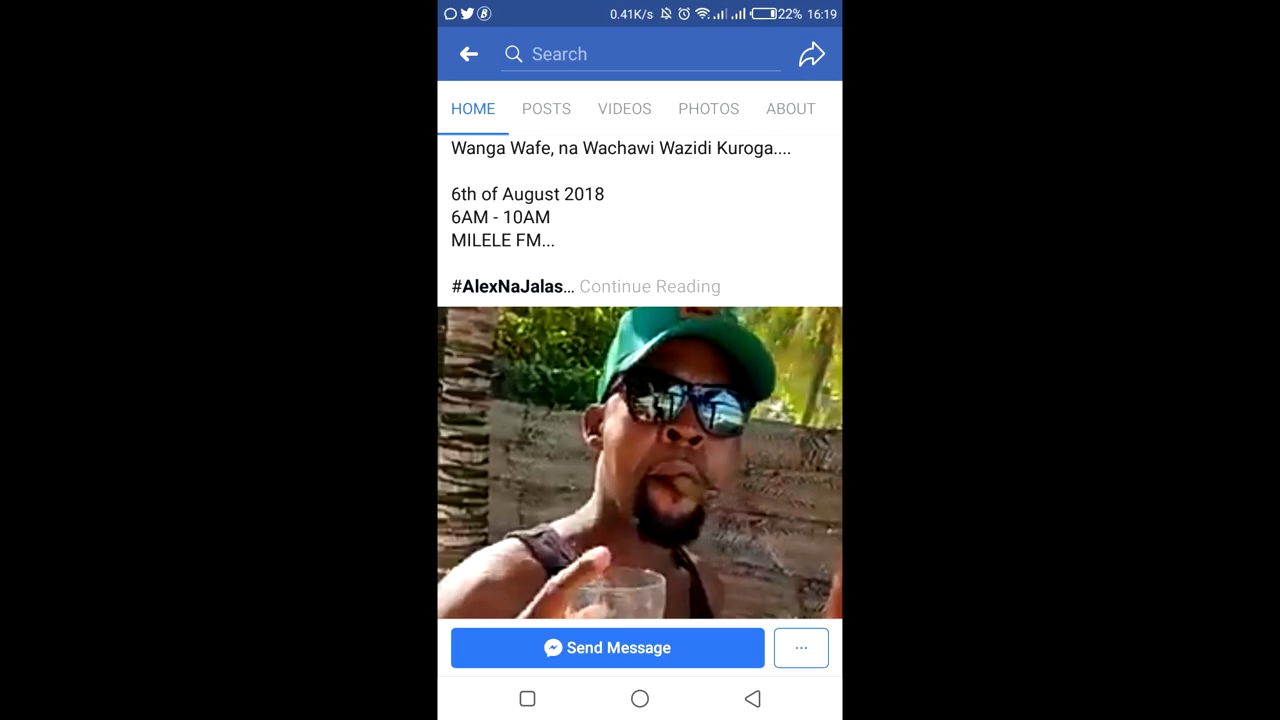 0.41K/s 22% 16:19
Search
HOME POSTS VIDEOS PHOTOS ABOUT
Wanga Wafe, na Wachawi Wazidi Kuroga....
6th of August 2018
6AM - 10AM
MILELE FM...
#AlexNaJalas... Continue Reading
Send Message
...